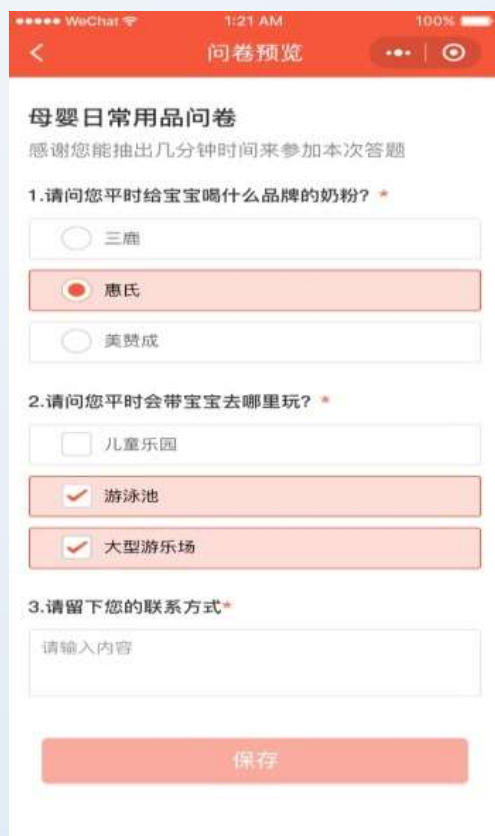 WeChat 1:21 AM 100%
问卷预览
母婴日常用品问卷
感谢您能抽出几分钟时间来参加本次答题
1.请问您平时给宝宝喝什么品牌的奶粉? *
三鹿
惠氏
美赞成
2.请问您平时会带宝宝去哪里玩? *
儿童乐园
游泳池
大型游乐场
3.请留下您的联系方式*
请输入内容
保存